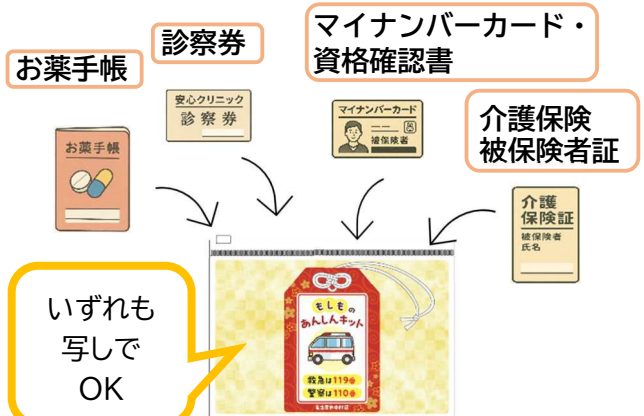 お薬手帳
診察券
マイナンバーカード・
資格確認書
介護保険
被保険者証
お薬手帳
安心クリニック
診察券
マイナンバーカード
被保険者
介護
保険証
被保険者
氏名
いずれも
写しで
OK
もしもの
あんしんキット
救急は119番
警察は110番